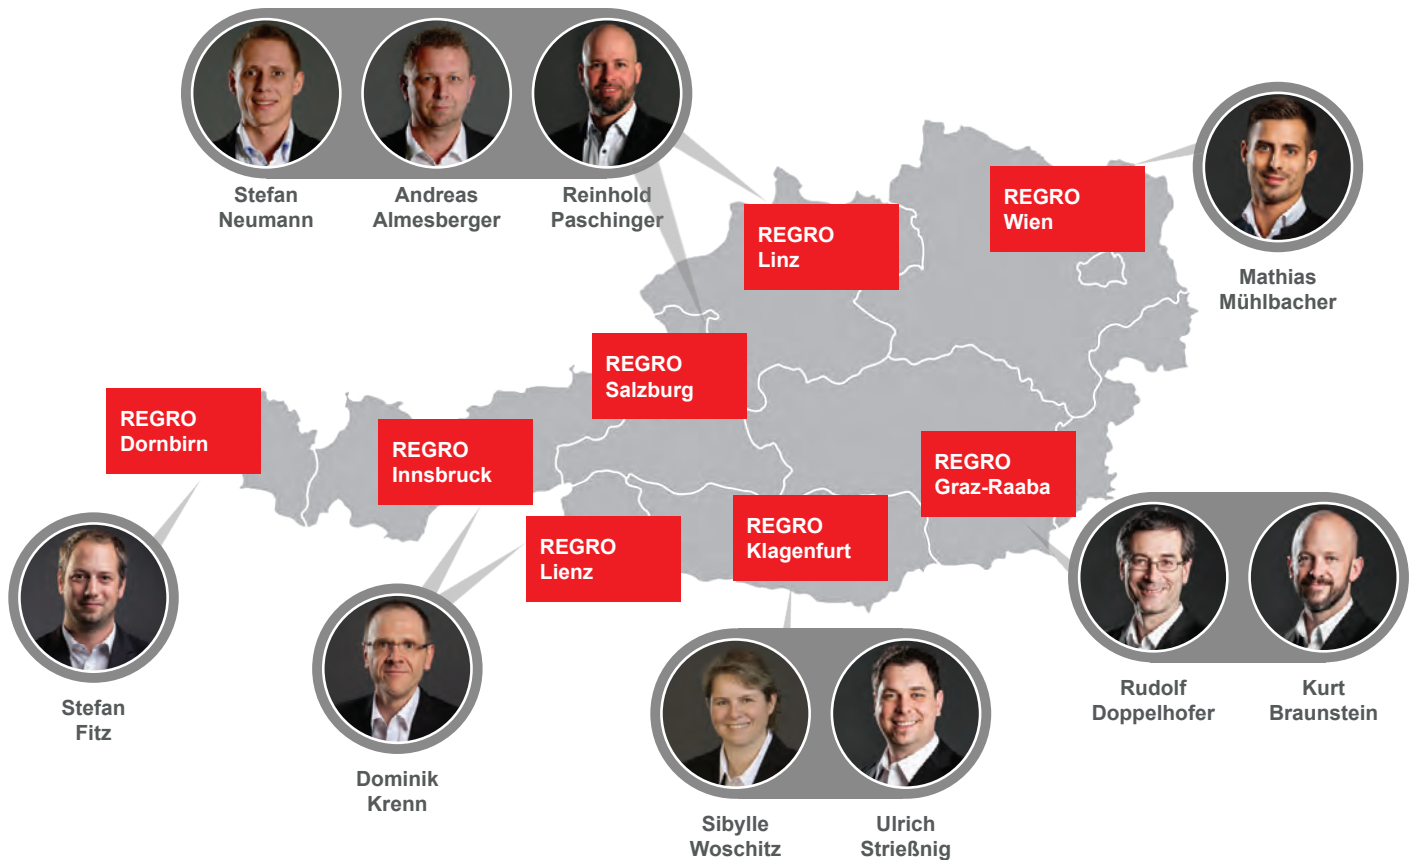 Stefan
Neumann
Andreas
Almesberger
Reinhold
Paschinger
REGRO
Wien
REGRO
Linz
Mathias
Mühlbacher
REGRO
Salzburg
REGRO
Dornbirn
REGRO
Innsbruck
REGRO
Graz-Raaba
REGRO
Lienz
REGRO
Klagenfurt
Stefan
Fitz
Dominik
Krenn
Rudolf
Doppelhofer
Kurt
Braunstein
Sibylle
Woschitz
Ulrich
Strießnig